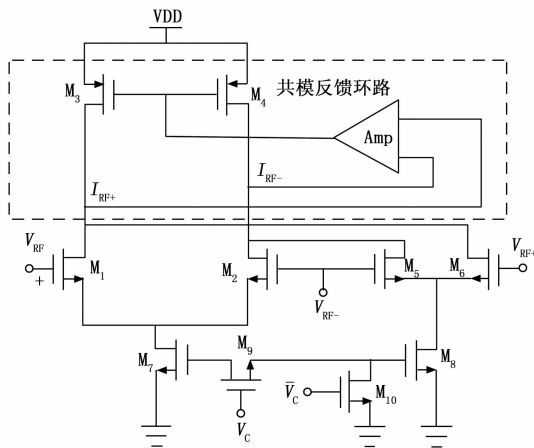 VDD
M3
M4
共模反馈环路
Amp
IRF+
IRF-
VRF
+
M1
M2
VRF-
M5
M6
VRF+
M7
M9
M8
VC
V̄C
M10